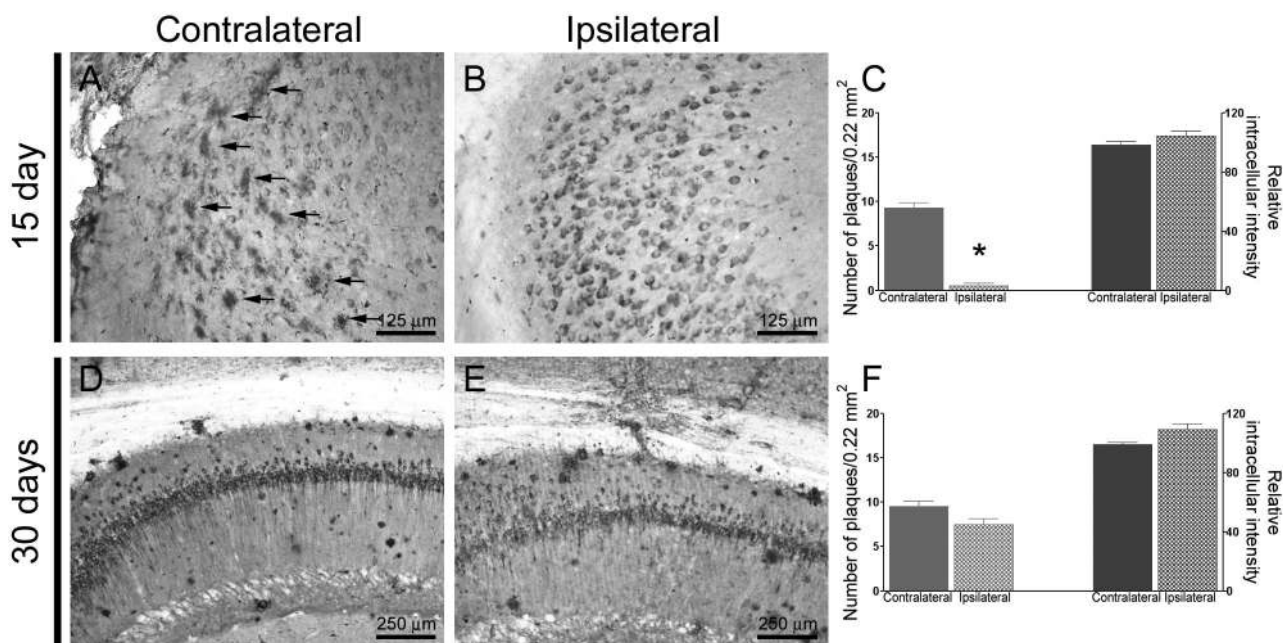 Contralateral
Ipsilateral
15 day
A
125 µm
B
125 µm
C
Number of plaques/0.22 mm²
20
15
10
5
0
*
Contralateral
Ipsilateral
Contralateral
Ipsilateral
120
80
40
0
Relative
intracellular intensity
30 days
D
250 µm
E
250 µm
F
Number of plaques/0.22 mm²
20
15
10
5
0
Contralateral
Ipsilateral
Contralateral
Ipsilateral
120
80
40
0
Relative
intracellular intensity